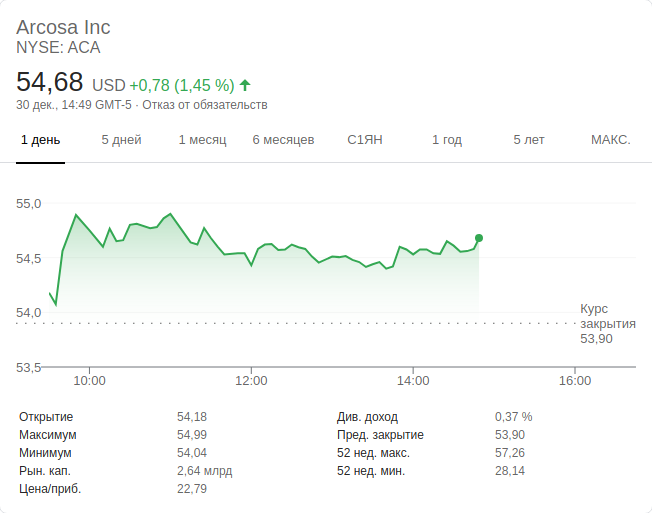 Arcosa Inc
NYSE: ACA
54,68 USD +0,78 (1,45 %)
30 дек., 14:49 GMT-5 · Отказ от обязательств
1 день 5 дней 1 месяц 6 месяцев С1ЯН 1 год 5 лет МАКС.
55,0
54,5
54,0
53,5
Курс
закрытия
53,90
10:00 12:00 14:00 16:00
Открытие 54,18 Див. доход 0,37 %
Максимум 54,99 Пред. закрытие 53,90
Минимум 54,04 52 нед. макс. 57,26
Рын. кап. 2,64 млрд 52 нед. мин. 28,14
Цена/приб. 22,79